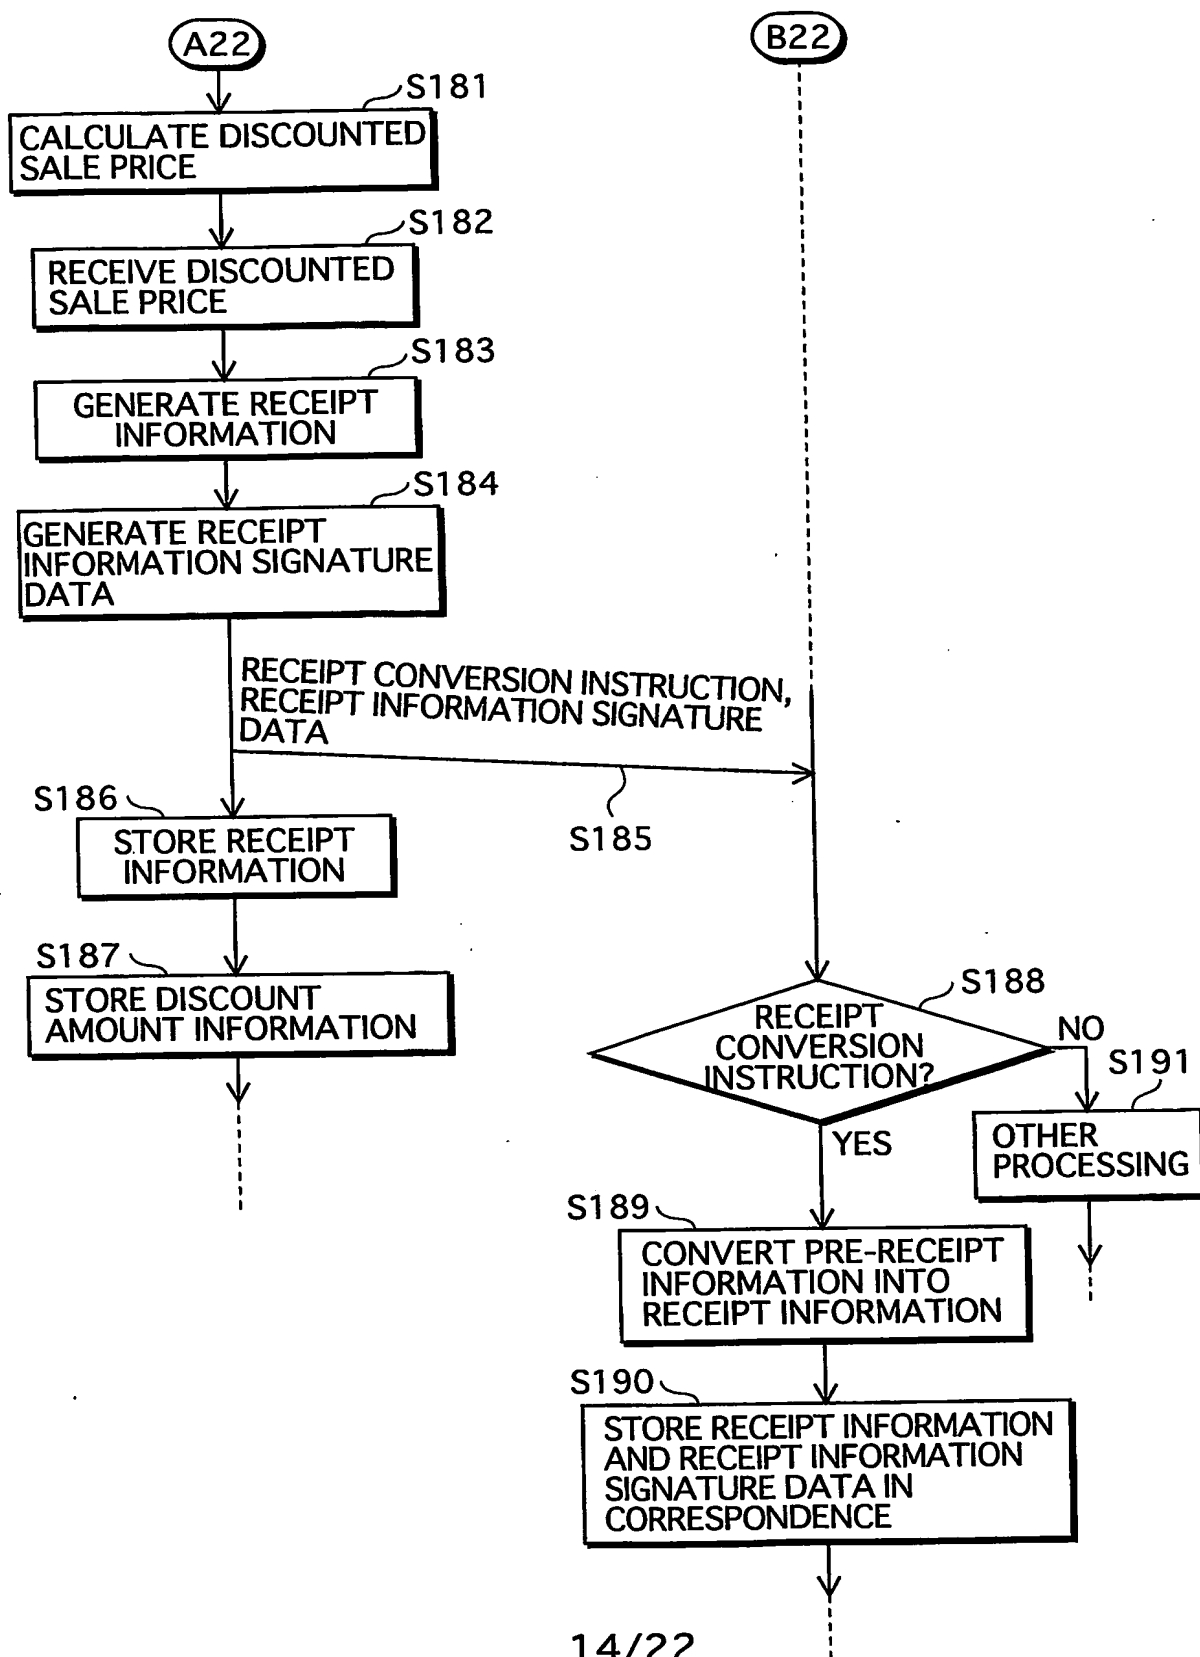 A22
B22
S181
CALCULATE DISCOUNTED
SALE PRICE
S182
RECEIVE DISCOUNTED
SALE PRICE
S183
GENERATE RECEIPT
INFORMATION
S184
GENERATE RECEIPT
INFORMATION SIGNATURE
DATA
RECEIPT CONVERSION INSTRUCTION,
RECEIPT INFORMATION SIGNATURE
DATA
S185
S186
STORE RECEIPT
INFORMATION
S187
STORE DISCOUNT
AMOUNT INFORMATION
S188
RECEIPT
CONVERSION
INSTRUCTION?
NO
YES
S191
OTHER
PROCESSING
S189
CONVERT PRE-RECEIPT
INFORMATION INTO
RECEIPT INFORMATION
S190
STORE RECEIPT INFORMATION
AND RECEIPT INFORMATION
SIGNATURE DATA IN
CORRESPONDENCE
14/22